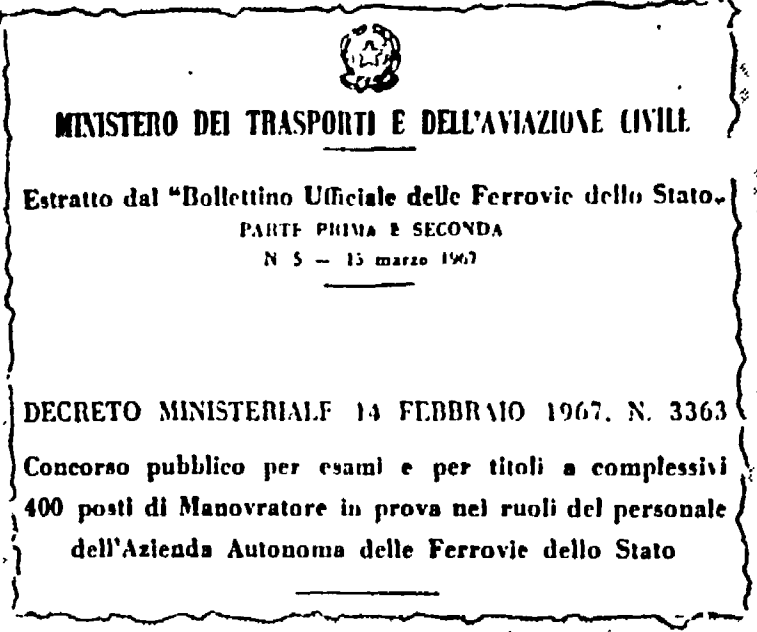 MINISTERO DEI TRASPORTI E DELL'AVIAZIONE CIVILE
Estratto dal "Bollettino Ufficiale delle Ferrovie dello Stato„
PARTE PRIMA E SECONDA
N 5 — 15 marzo 1967
DECRETO MINISTERIALE 14 FEBBRAIO 1967, N. 3363
Concorso pubblico per esami e per titoli a complessivi
400 posti di Manovratore in prova nei ruoli del personale
dell'Azienda Autonoma delle Ferrovie dello Stato